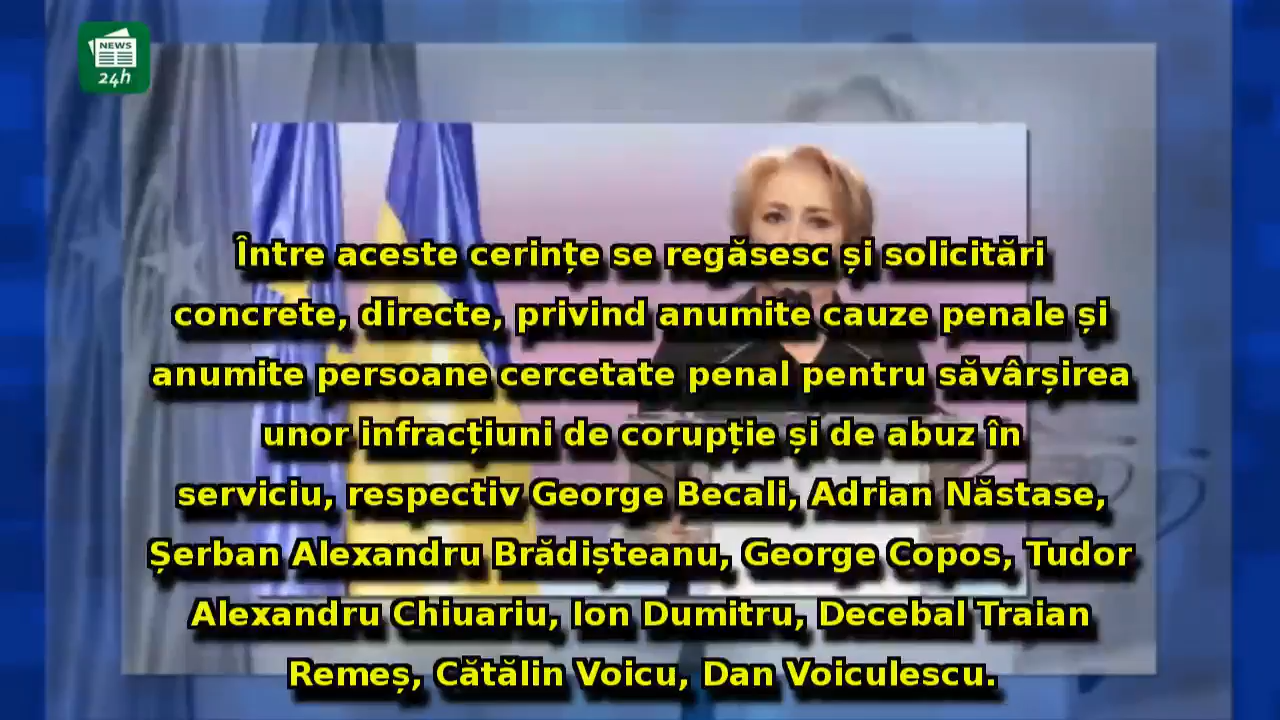 NEWS
24h
Între aceste cerințe se regăsesc și solicitări
concrete, directe, privind anumite cauze penale și
anumite persoane cercetate penal pentru săvârșirea
unor infracțiuni de corupție și de abuz în
serviciu, respectiv George Becali, Adrian Năstase,
Șerban Alexandru Brădișteanu, George Copos, Tudor
Alexandru Chiuariu, Ion Dumitru, Decebal Traian
Remeș, Cătălin Voicu, Dan Voiculescu.